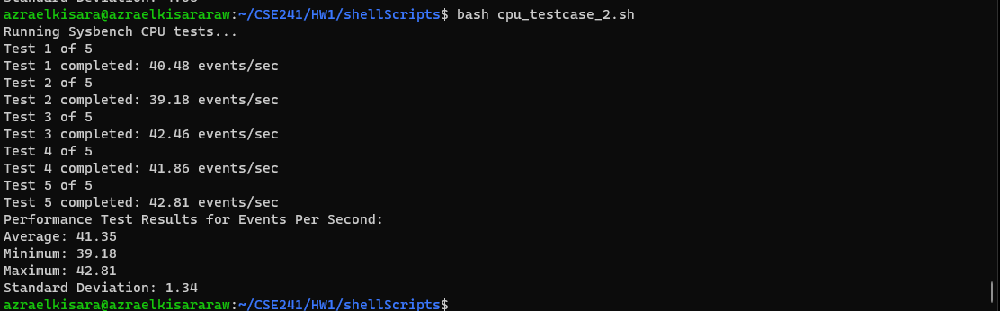 Standard Deviation: 4.68
azraelkisara@azraelkisararaw:~/CSE241/HW1/shellScripts$ bash cpu_testcase_2.sh
Running Sysbench CPU tests...
Test 1 of 5
Test 1 completed: 40.48 events/sec
Test 2 of 5
Test 2 completed: 39.18 events/sec
Test 3 of 5
Test 3 completed: 42.46 events/sec
Test 4 of 5
Test 4 completed: 41.86 events/sec
Test 5 of 5
Test 5 completed: 42.81 events/sec
Performance Test Results for Events Per Second:
Average: 41.35
Minimum: 39.18
Maximum: 42.81
Standard Deviation: 1.34
azraelkisara@azraelkisararaw:~/CSE241/HW1/shellScripts$